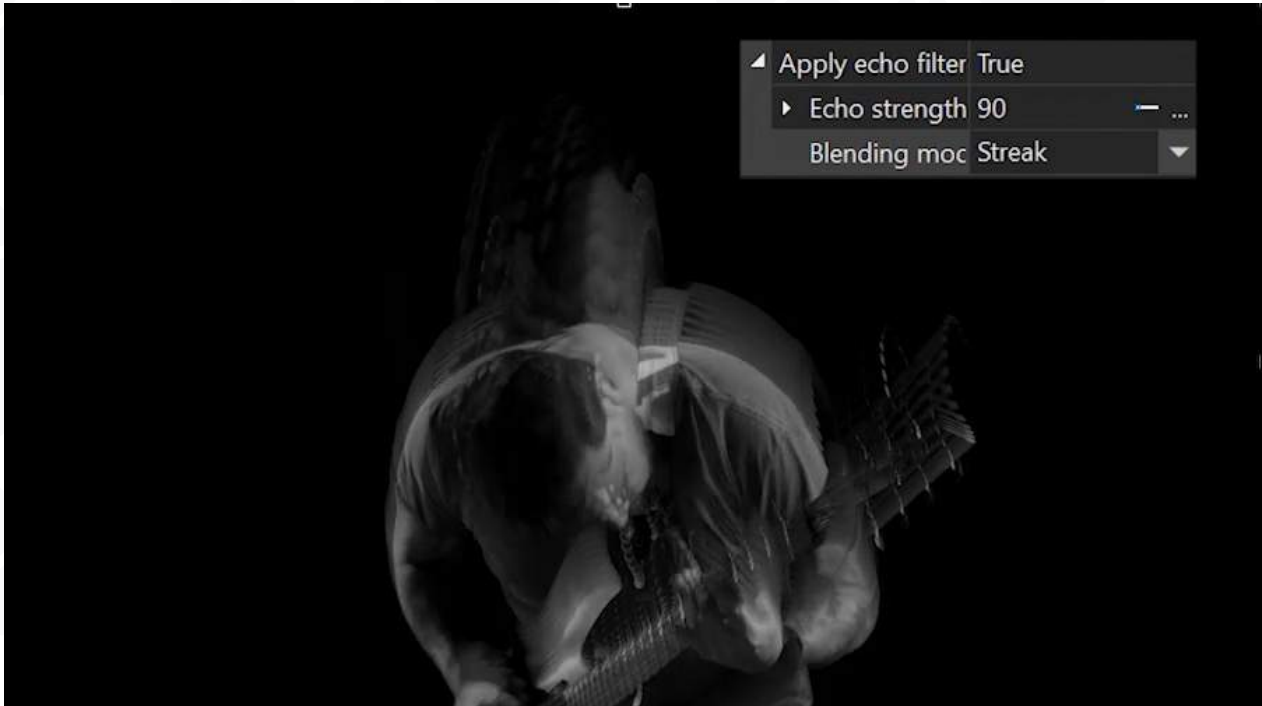 Apply echo filter True
Echo strength 90 ...
Blending moc Streak